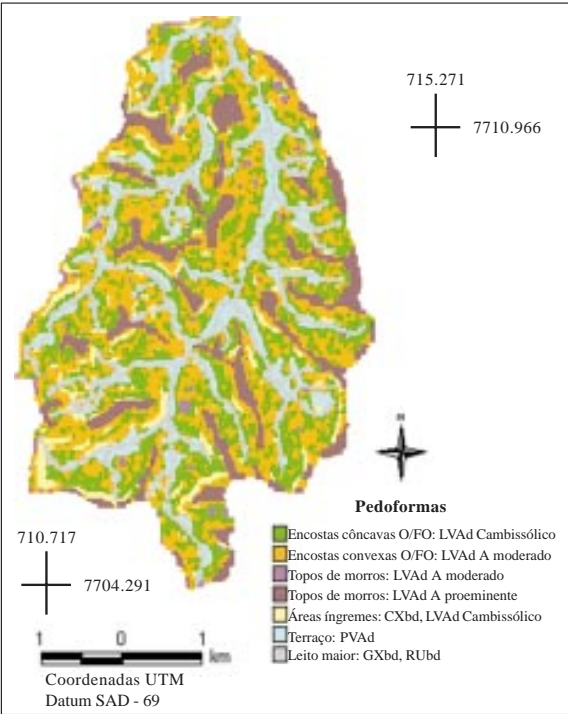 715.271
7710.966
N
Pedoformas
Encostas côncavas O/FO: LVAd Cambissólico
Encostas convexas O/FO: LVAd A moderado
Topos de morros: LVAd A moderado
Topos de morros: LVAd A proeminente
Áreas íngremes: CXbd, LVAd Cambissólico
Terraço: PVAd
Leito maior: GXbd, RUbd
710.717
7704.291
1 0 1
km
Coordenadas UTM
Datum SAD - 69